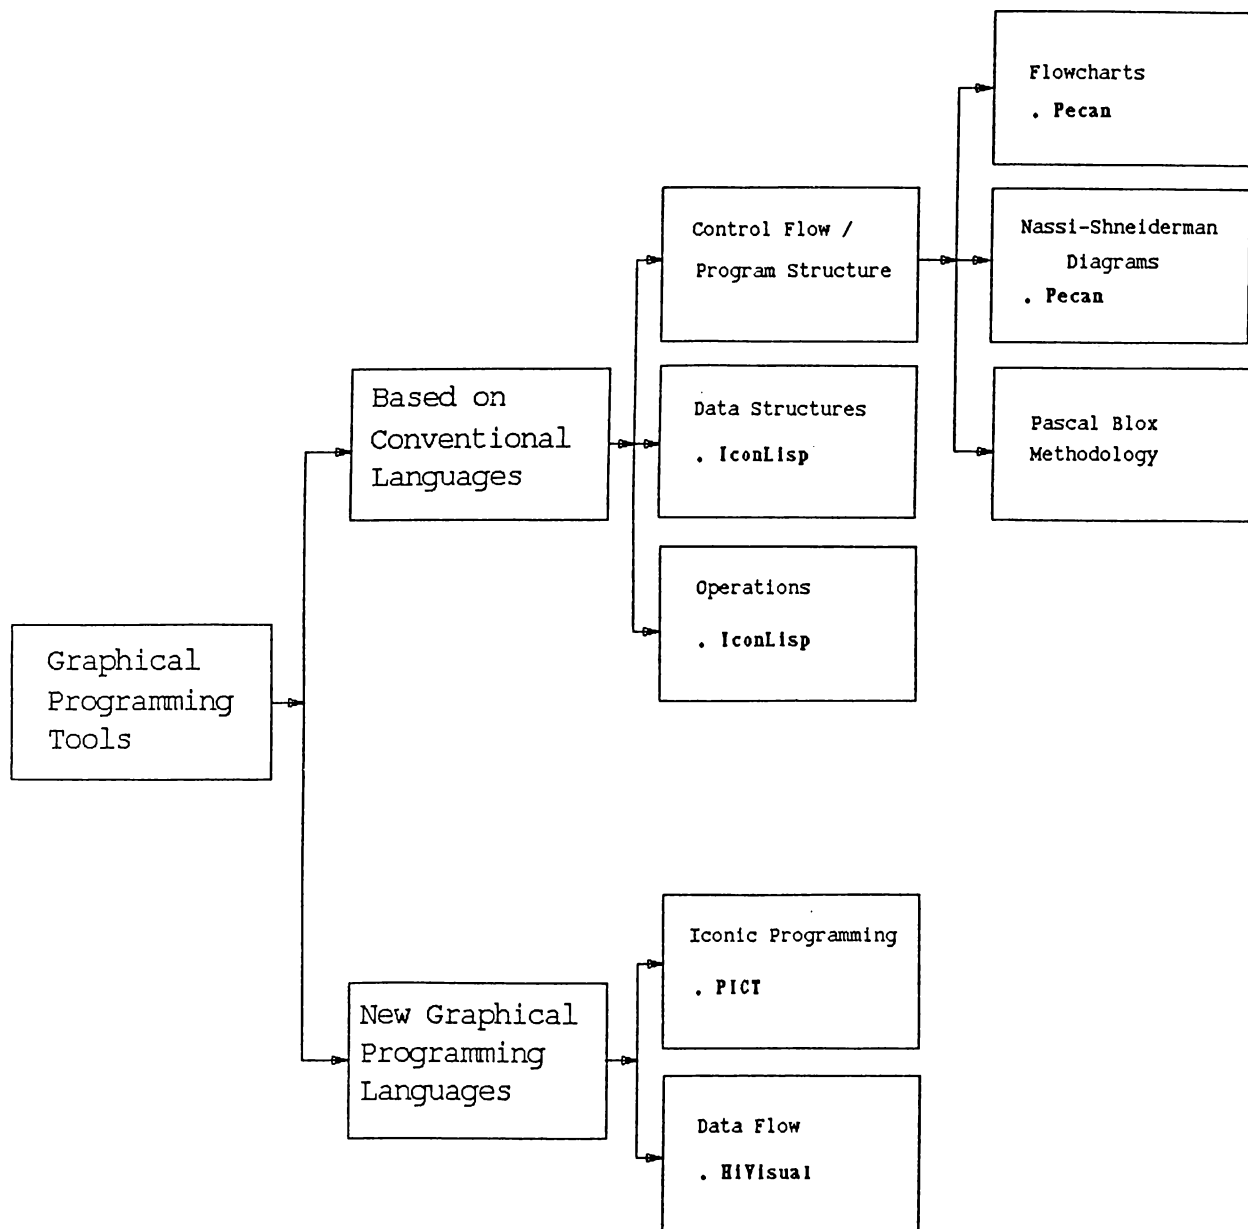 Flowcharts
. Pecan
Control Flow /
Program Structure
Nassi-Shneiderman
Diagrams
. Pecan
Based on
Conventional
Languages
Data Structures
. IconLisp
Pascal Blox
Methodology
Operations
. IconLisp
Graphical
Programming
Tools
Iconic Programming
. PICT
New Graphical
Programming
Languages
Data Flow
. HiVisual